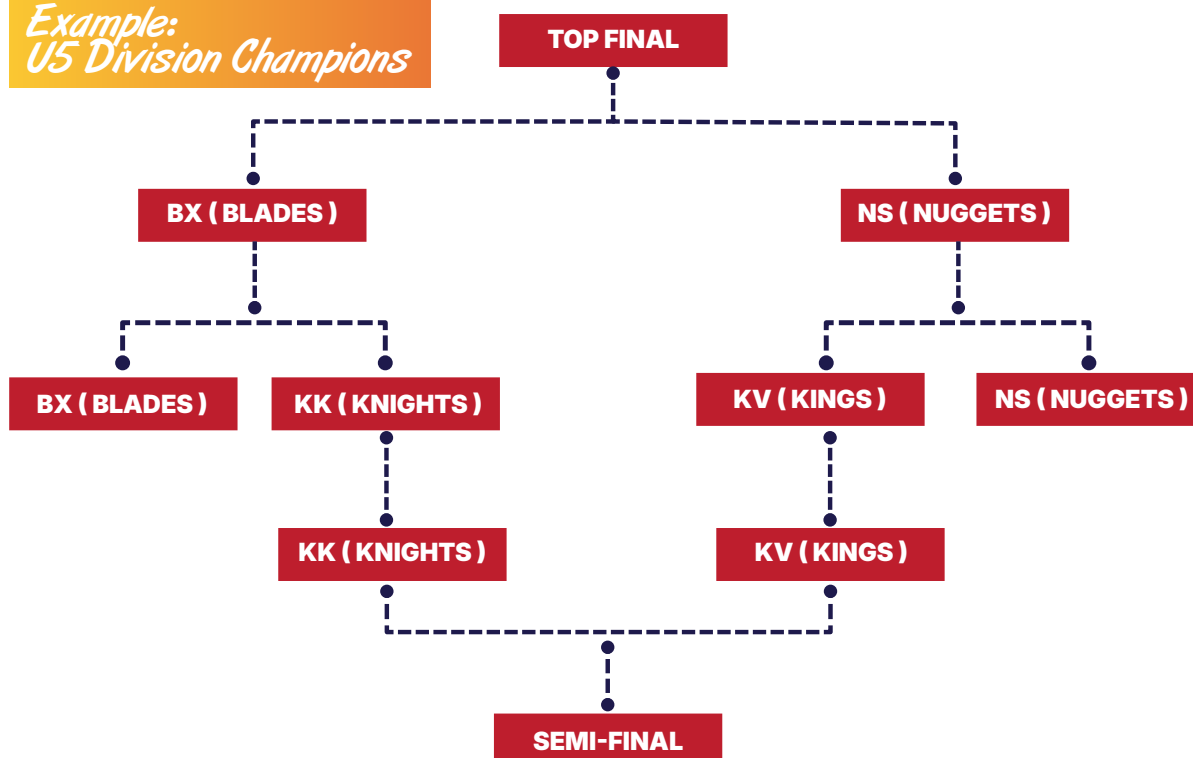 Example:
U5 Division Champions
TOP FINAL
BX ( BLADES )
NS ( NUGGETS )
BX ( BLADES )
KK ( KNIGHTS )
KV ( KINGS )
NS ( NUGGETS )
KK ( KNIGHTS )
KV ( KINGS )
SEMI-FINAL